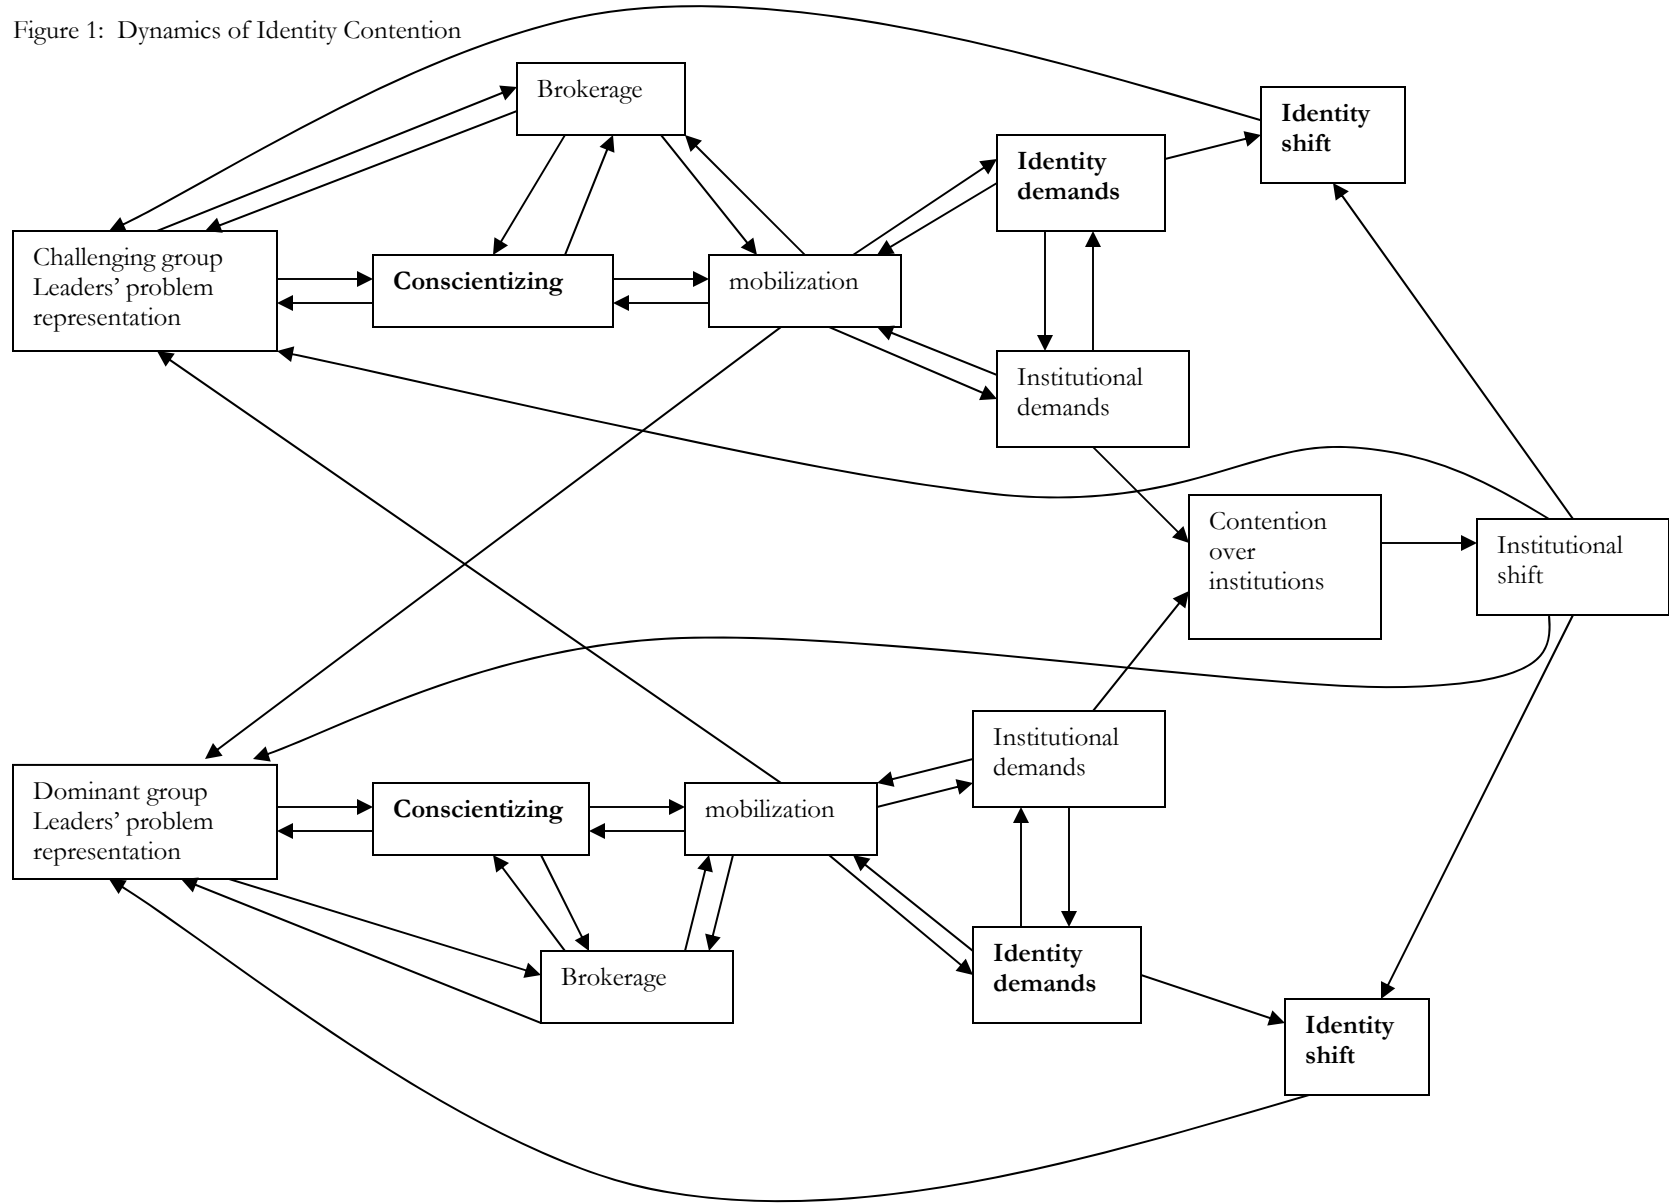 Figure 1:  Dynamics of Identity Contention
Brokerage
Identity
shift
Identity
demands
Challenging group
Leaders’ problem
representation
Conscientizing
mobilization
Institutional
demands
Contention
over
institutions
Institutional
shift
Institutional
demands
Dominant group
Leaders’ problem
representation
Conscientizing
mobilization
Brokerage
Identity
demands
Identity
shift